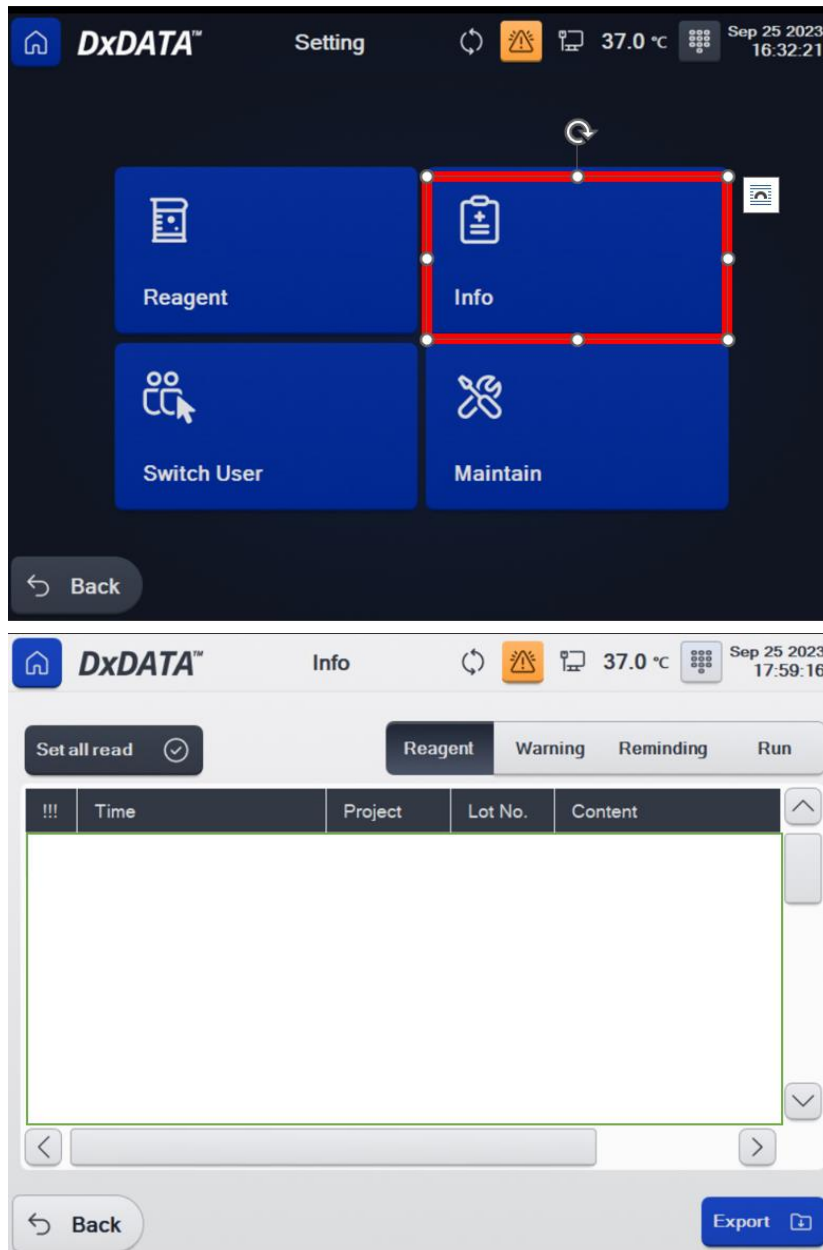 DxDATA™ Setting 37.0 ℃ Sep 25 2023
16:32:21
Reagent Info
Switch User Maintain
Back
DxDATA™ Info 37.0 ℃ Sep 25 2023
17:59:16
Set all read Reagent Warning Reminding Run
!!! Time Project Lot No. Content
Back Export